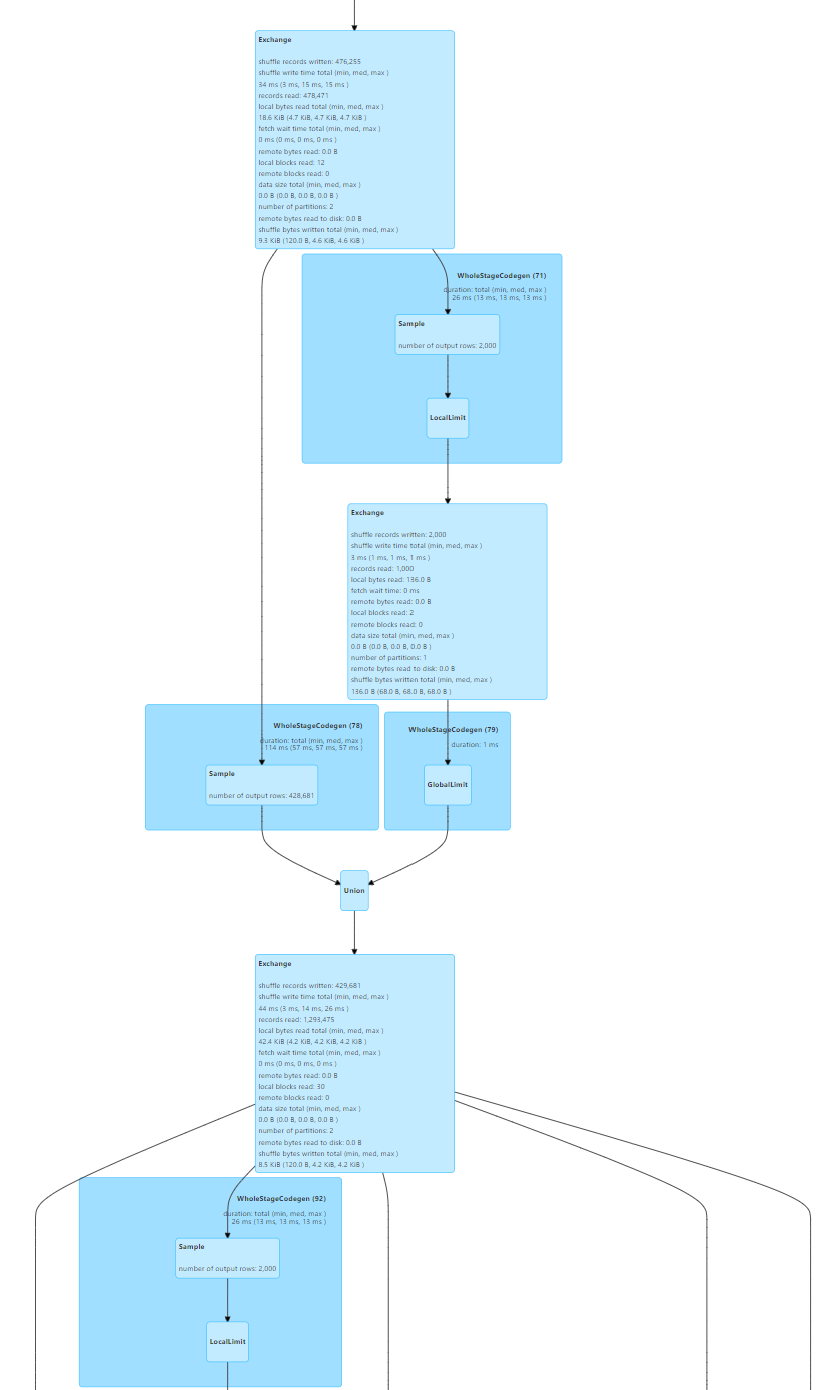 Exchange
shuffle records written: 476,255
shuffle write time total (min, med, max )
34 ms (3 ms, 15 ms, 15 ms )
records read: 478,471
local bytes read total (min, med, max )
18.6 KiB (4.7 KiB, 4.7 KiB, 4.7 KiB )
fetch wait time total (min, med, max )
0 ms (0 ms, 0 ms, 0 ms )
remote bytes read: 0.0 B
local blocks read: 12
remote blocks read: 0
data size total (min, med, max )
0.0 B (0.0 B, 0.0 B, 0.0 B )
number of partitions: 2
remote bytes read to disk: 0.0 B
shuffle bytes written total (min, med, max )
9.3 KiB (120.0 B, 4.6 KiB, 4.6 KiB )
WholeStageCodegen (71)
duration: total (min, med, max )
26 ms (13 ms, 13 ms, 13 ms )
Sample
number of output rows: 2,000
LocalLimit
Exchange
shuffle records written: 2,000
shuffle write time total (min, med, max )
3 ms (1 ms, 1 ms, 1 ms )
records read: 1,000
local bytes read: 136.0 B
fetch wait time: 0 ms
remote bytes read: 0.0 B
local blocks read: 2
remote blocks read: 0
data size total (min, med, max )
0.0 B (0.0 B, 0.0 B, 0.0 B )
number of partitions: 1
remote bytes read to disk: 0.0 B
shuffle bytes written total (min, med, max )
136.0 B (68.0 B, 68.0 B, 68.0 B )
WholeStageCodegen (78)
duration: total (min, med, max )
114 ms (57 ms, 57 ms, 57 ms )
Sample
number of output rows: 428,681
WholeStageCodegen (79)
duration: 1 ms
GlobalLimit
Union
Exchange
shuffle records written: 429,681
shuffle write time total (min, med, max )
44 ms (3 ms, 14 ms, 26 ms )
records read: 1,293,475
local bytes read total (min, med, max )
42.4 KiB (4.2 KiB, 4.2 KiB, 4.2 KiB )
fetch wait time total (min, med, max )
0 ms (0 ms, 0 ms, 0 ms )
remote bytes read: 0.0 B
local blocks read: 30
remote blocks read: 0
data size total (min, med, max )
0.0 B (0.0 B, 0.0 B, 0.0 B )
number of partitions: 2
remote bytes read to disk: 0.0 B
shuffle bytes written total (min, med, max )
8.5 KiB (120.0 B, 4.2 KiB, 4.2 KiB )
WholeStageCodegen (92)
duration: total (min, med, max )
26 ms (13 ms, 13 ms, 13 ms )
Sample
number of output rows: 2,000
LocalLimit